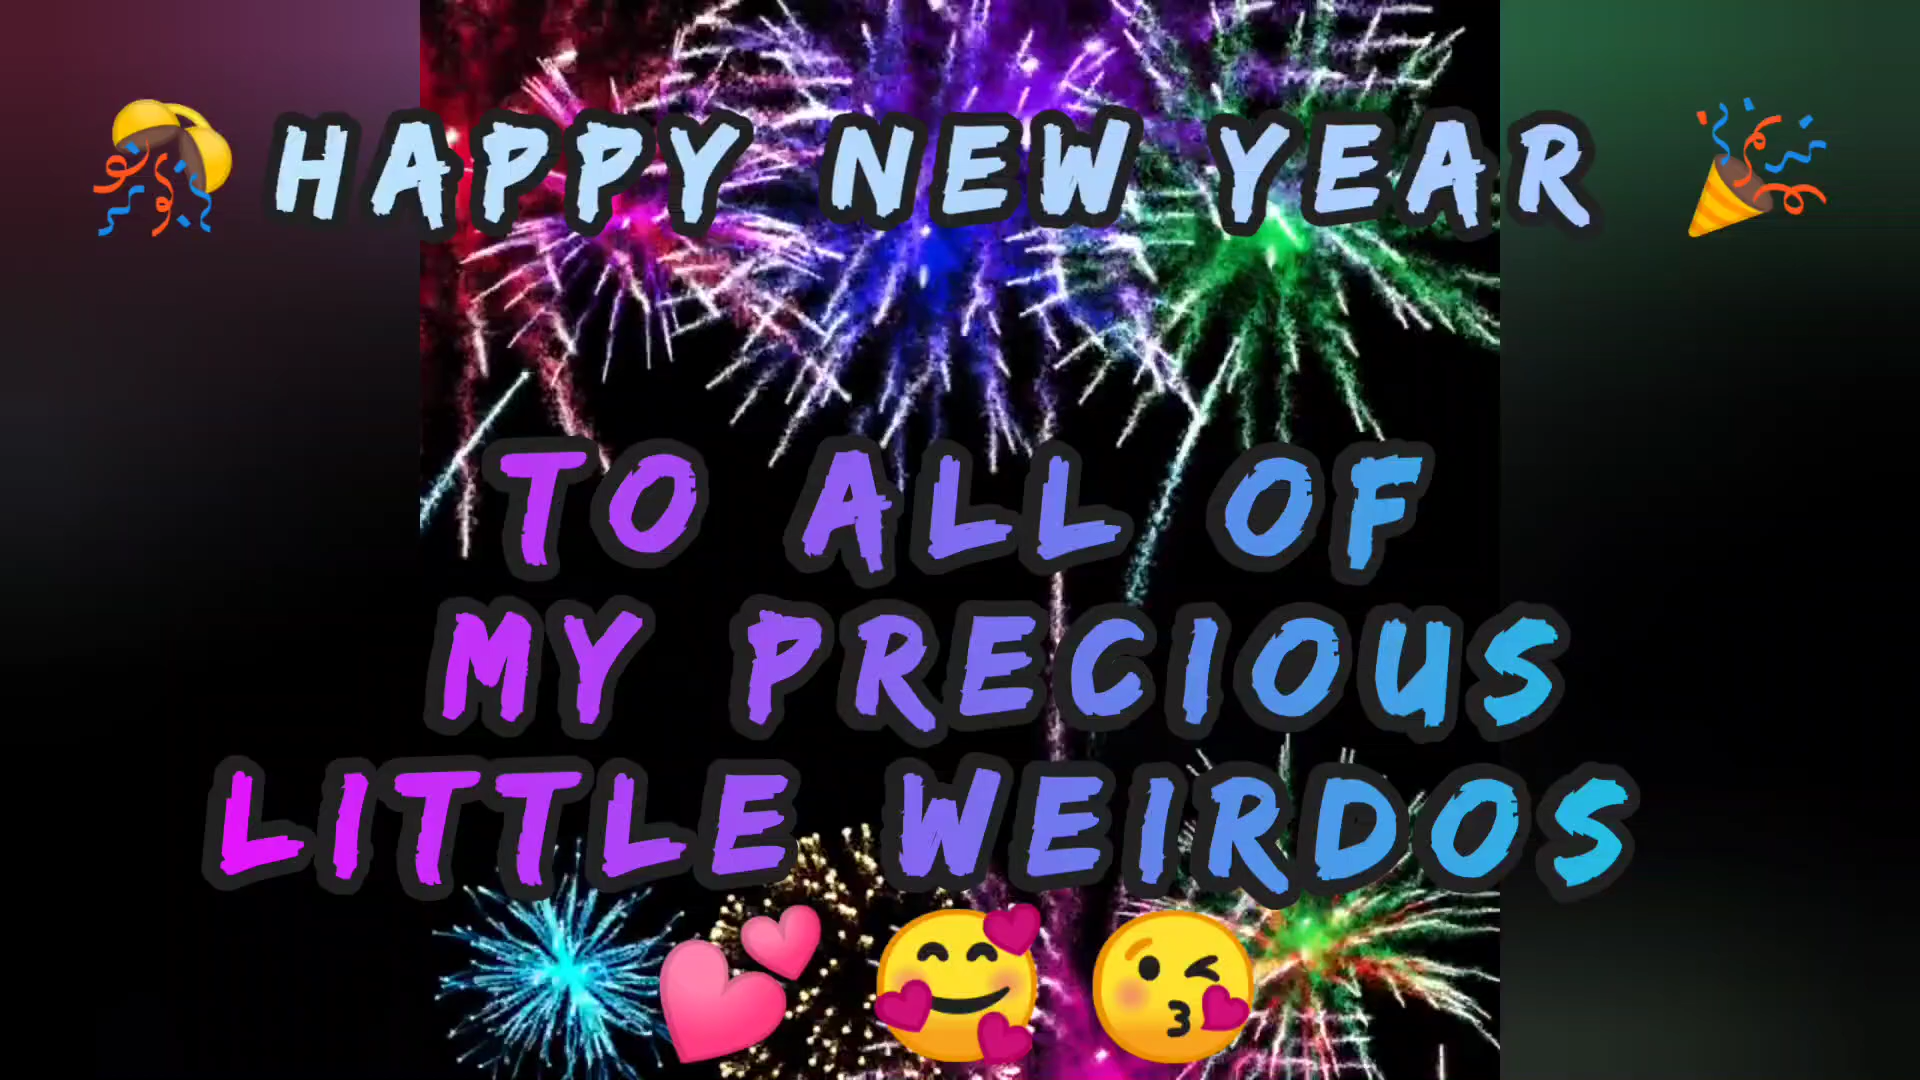 🎊 HAPPY NEW YEAR 🎉
TO ALL OF
MY PRECIOUS
LITTLE WEIRDOS
💕 🥰 😘